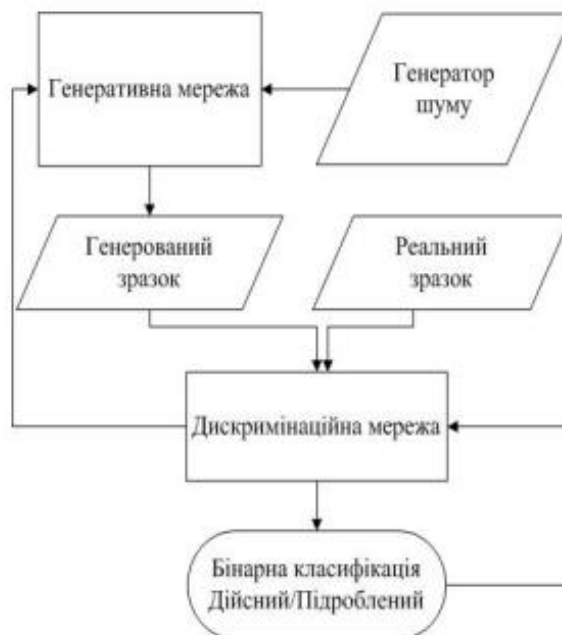 Генеративна мережа
Генератор
шуму
Генерований
зразок
Реальний
зразок
Дискримінаційна мережа
Бінарна класифікація
Дійсний/Підроблений